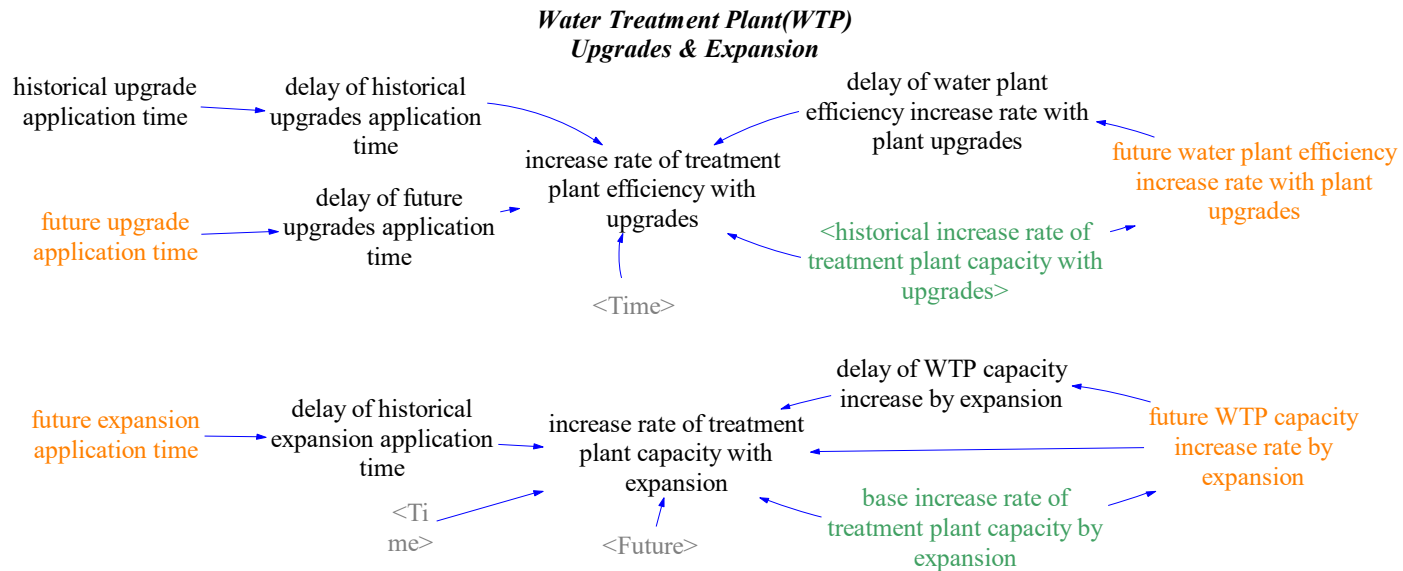 Water Treatment Plant(WTP)
Upgrades & Expansion
historical upgrade
application time
delay of historical
upgrades application
time
increase rate of treatment
plant efficiency with
upgrades
delay of water plant
efficiency increase rate with
plant upgrades
future water plant efficiency
increase rate with plant
upgrades
future upgrade
application time
delay of future
upgrades application
time
<historical increase rate of
treatment plant capacity with
upgrades>
<Time>
future expansion
application time
delay of historical
expansion application
time
increase rate of treatment
plant capacity with
expansion
delay of WTP capacity
increase by expansion
future WTP capacity
increase rate by
expansion
<Ti
me>
<Future>
base increase rate of
treatment plant capacity by
expansion